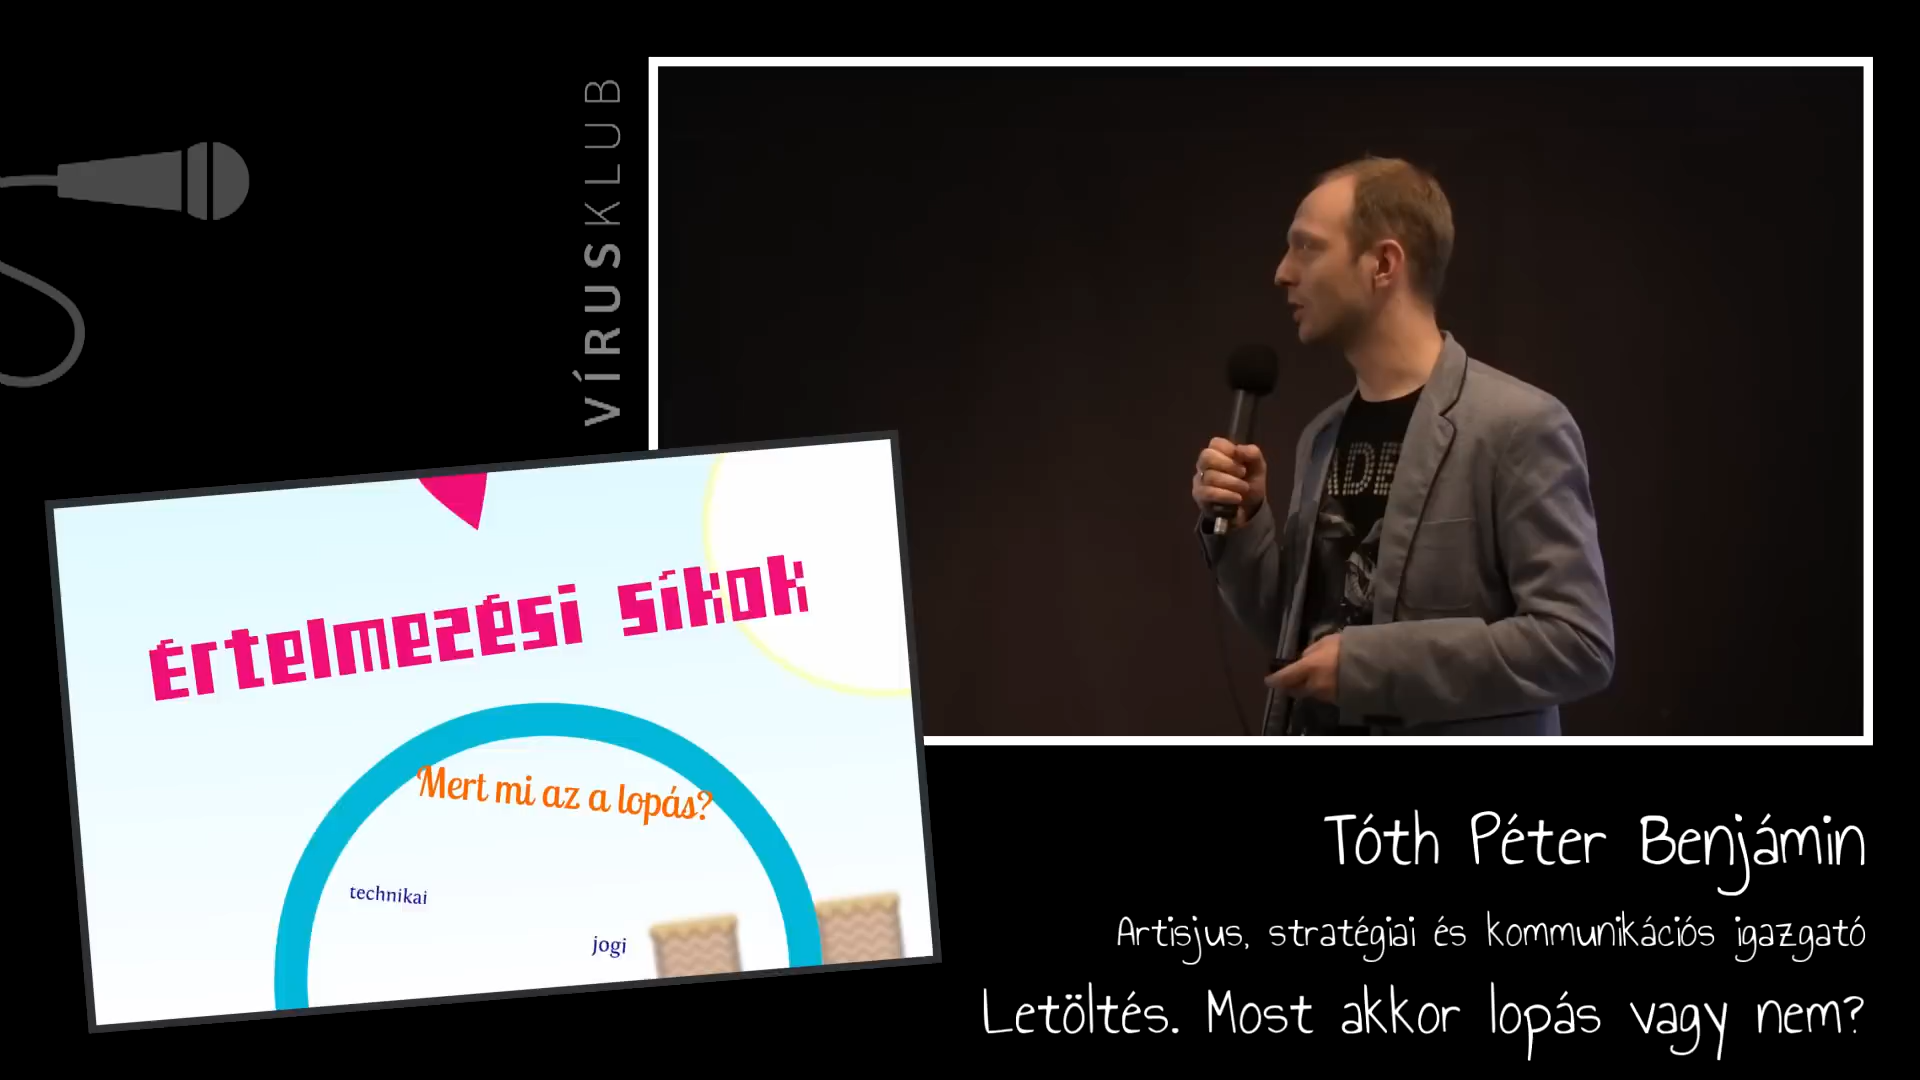 VÍRUSKLUB
Értelmezési síkok
Mert mi az a lopás?
technikai
jogi
Tóth Péter Benjámin
Artisjus, stratégiai és kommunikációs igazgató
Letöltés. Most akkor lopás vagy nem?